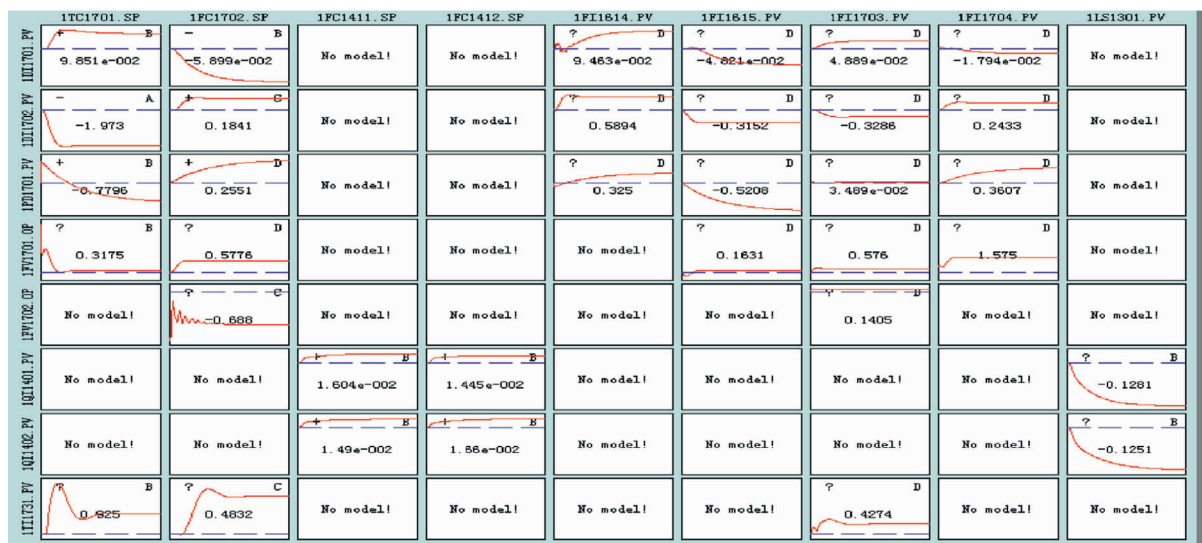 1TC1701.SP 1FC1702.SP 1FC1411.SP 1FC1412.SP 1FI1614.PV 1FI1615.PV 1FI1703.PV 1FI1704.PV 1LS1301.PV
1DI1701.PV + B - B ? D ? D ? D ? D
9.851e-002 -5.899e-002 No model! No model! 9.463e-002 -4.821e-002 4.889e-002 -1.794e-002 No model!
1DI1702.PV - A + C ? D ? D ? D ? D
-1.973 0.1841 No model! No model! 0.5894 -0.3152 -0.3286 0.2433 No model!
1PDI1701.PV + B + D ? D ? D ? D ? D
-0.7796 0.2551 No model! No model! 0.325 -0.5208 3.489e-002 0.3607 No model!
1FV1701.OP ? B ? D ? D ? D ? D
0.3175 0.5776 No model! No model! No model! 0.1631 0.576 1.575 No model!
1FV1702.OP ? C ? D
No model! -0.688 No model! No model! No model! No model! 0.1405 No model! No model!
1QI1401.PV + B + B ? B
No model! No model! 1.604e-002 1.445e-002 No model! No model! No model! No model! -0.1281
1QI1402.PV + B + B ? B
No model! No model! 1.49e-002 1.66e-002 No model! No model! No model! No model! -0.1251
1TI1731.PV ? B ? C ? D
0.825 0.4832 No model! No model! No model! No model! 0.4274 No model! No model!